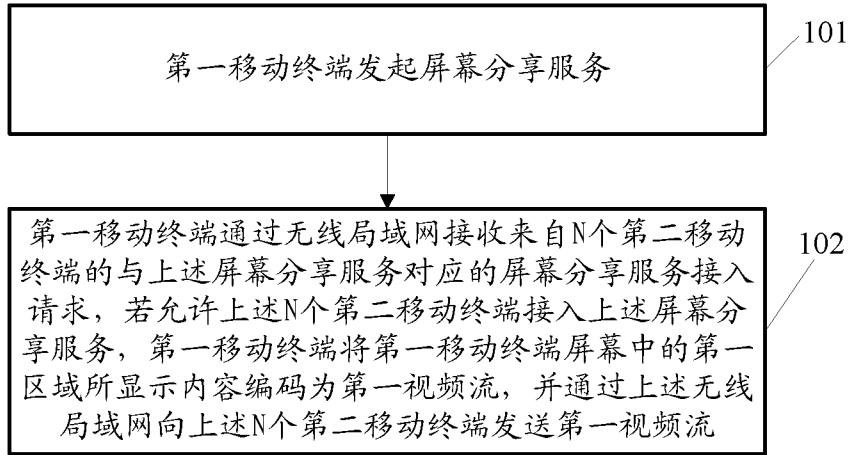 第一移动终端发起屏幕分享服务
101
第一移动终端通过无线局域网接收来自N个第二移动
终端的与上述屏幕分享服务对应的屏幕分享服务接入
请求，若允许上述N个第二移动终端接入上述屏幕分
享服务，第一移动终端将第一移动终端屏幕中的第一
区域所显示内容编码为第一视频流，并通过上述无线
局域网向上述N个第二移动终端发送第一视频流
102